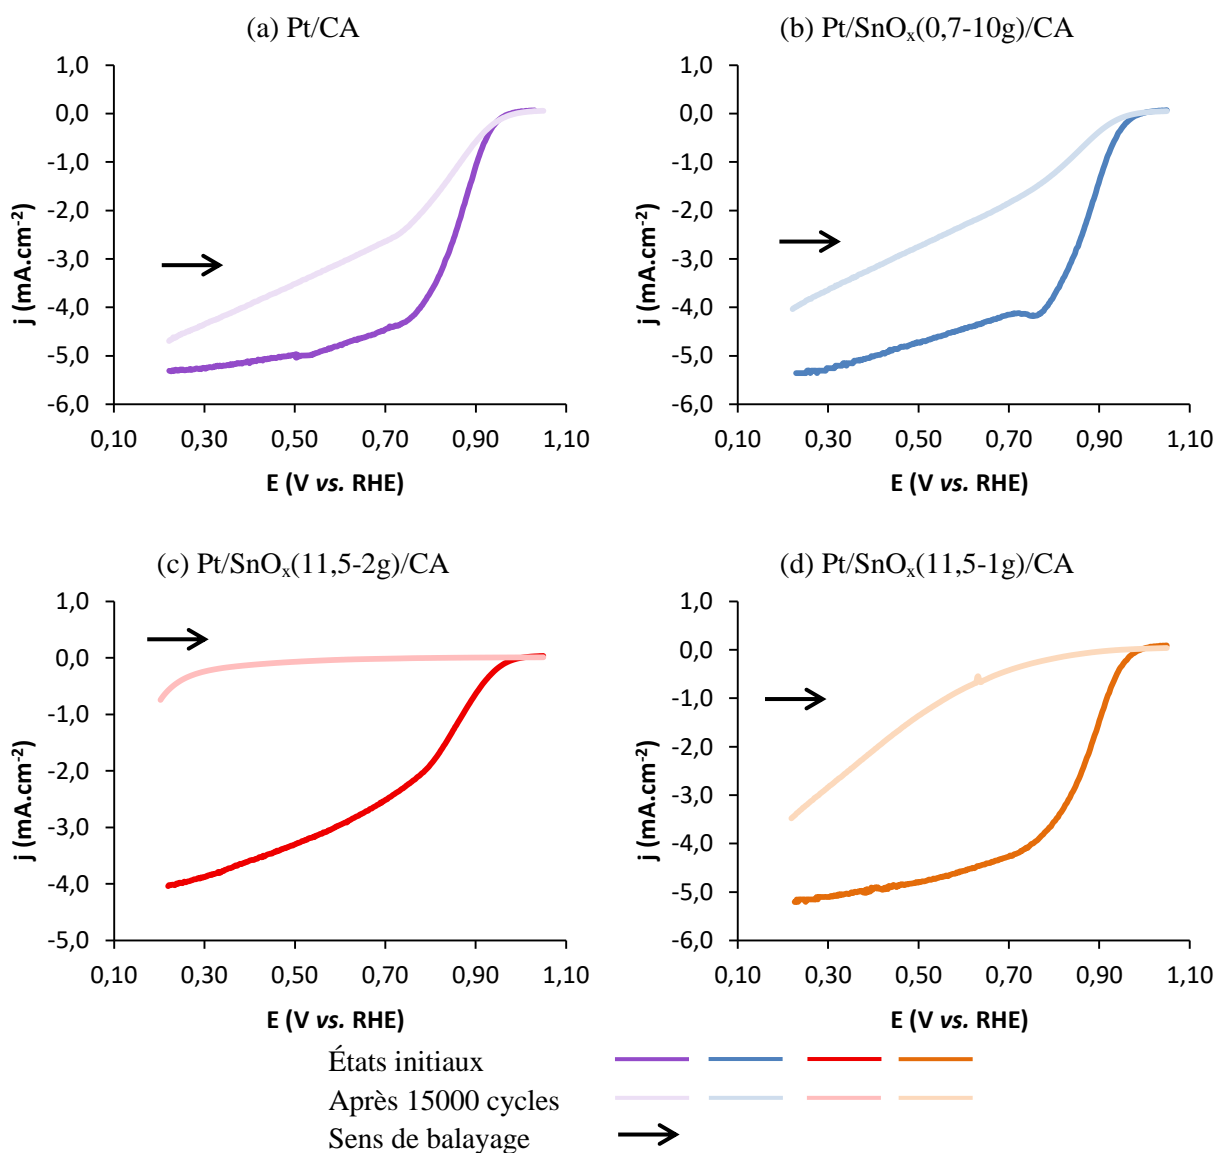 (a) Pt/CA
1,0
0,0
-1,0
-2,0
-3,0
-4,0
-5,0
-6,0
j (mA.cm-2)
0,10 0,30 0,50 0,70 0,90 1,10
E (V vs. RHE)
(b) Pt/SnOx(0,7-10g)/CA
1,0
0,0
-1,0
-2,0
-3,0
-4,0
-5,0
-6,0
j (mA.cm-2)
0,10 0,30 0,50 0,70 0,90 1,10
E (V vs. RHE)
(c) Pt/SnOx(11,5-2g)/CA
1,0
0,0
-1,0
-2,0
-3,0
-4,0
-5,0
j (mA.cm-2)
0,10 0,30 0,50 0,70 0,90 1,10
E (V vs. RHE)
(d) Pt/SnOx(11,5-1g)/CA
1,0
0,0
-1,0
-2,0
-3,0
-4,0
-5,0
-6,0
j (mA.cm-2)
0,10 0,30 0,50 0,70 0,90 1,10
E (V vs. RHE)
États initiaux
Après 15000 cycles
Sens de balayage